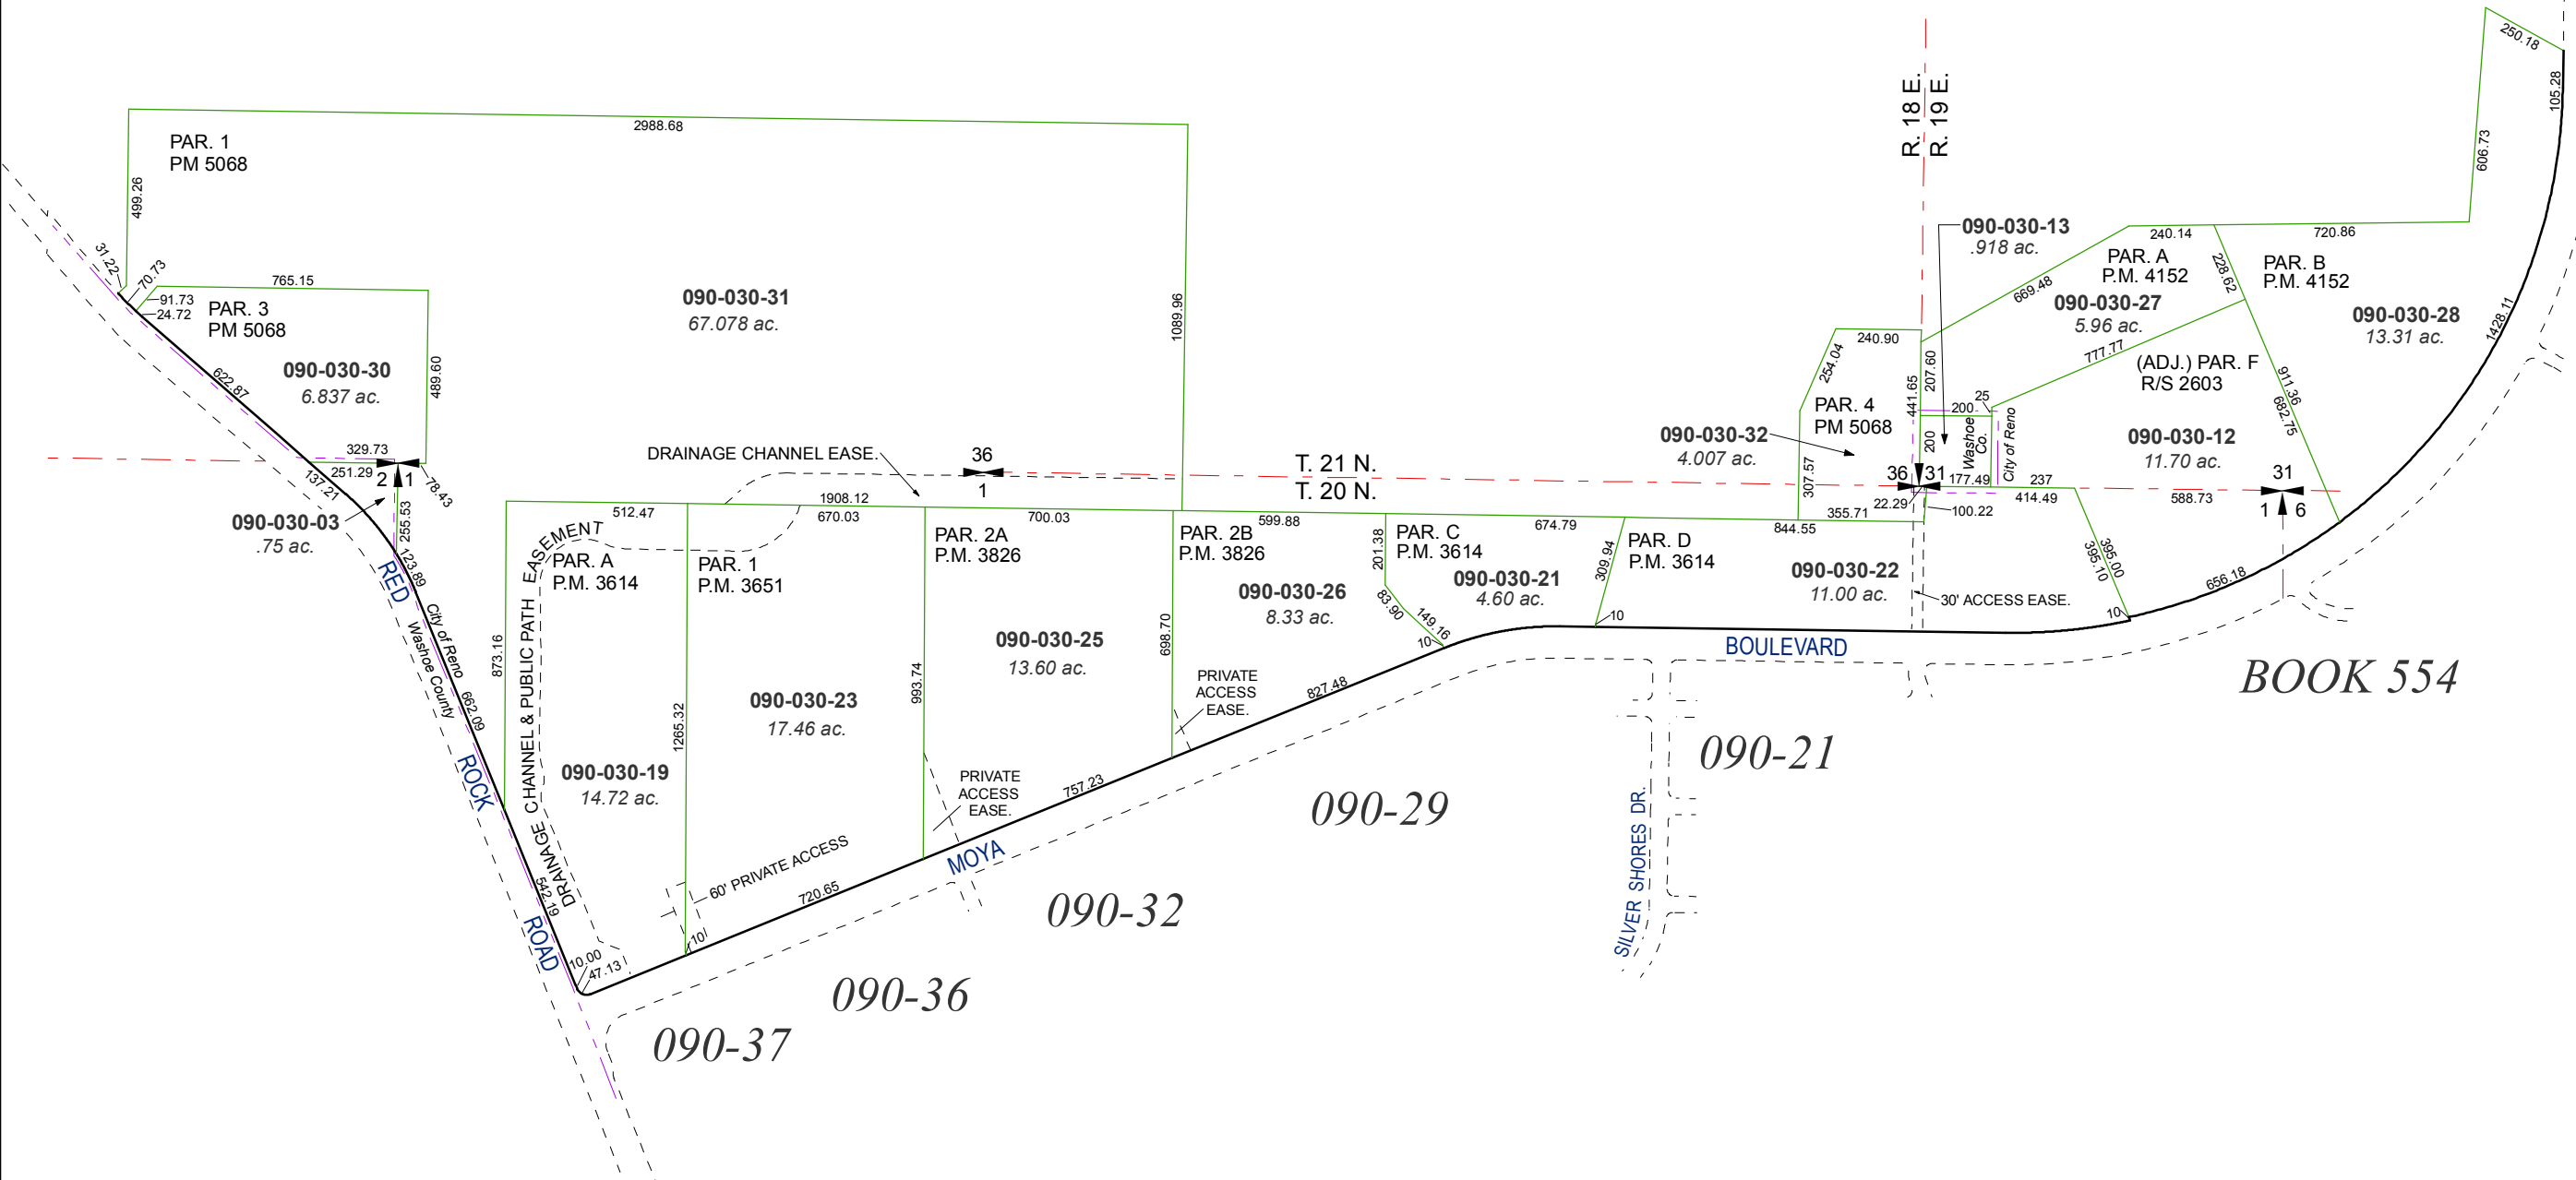 250.18
105.28
606.73
R. 18 E.
R. 19 E.
PAR. 1
PM 5068
2988.68
499.26
31.22
70.73
91.73
24.72
765.15
PAR. 3
PM 5068
090-030-30
6.837 ac.
489.60
622.87
090-030-31
67.078 ac.
1089.96
329.73
251.29
137.21
2
1
78.43
255.53
090-030-03
.75 ac.
123.89
RED
ROCK
ROAD
City of Reno
Washoe County
662.09
542.19
DRAINAGE CHANNEL EASE.
36
1
T. 21 N.
T. 20 N.
1908.12
512.47
670.03
700.03
599.88
674.79
844.55
355.71
DRAINAGE CHANNEL & PUBLIC PATH EASEMENT
873.16
PAR. A
P.M. 3614
090-030-19
14.72 ac.
10.00
47.13
1265.32
PAR. 1
P.M. 3651
090-030-23
17.46 ac.
60' PRIVATE ACCESS
10
720.65
993.74
PAR. 2A
P.M. 3826
090-030-25
13.60 ac.
PRIVATE
ACCESS
EASE.
757.23
698.70
PAR. 2B
P.M. 3826
090-030-26
8.33 ac.
PRIVATE
ACCESS
EASE.
827.48
201.38
83.90
149.16
10
PAR. C
P.M. 3614
090-030-21
4.60 ac.
309.94
10
PAR. D
P.M. 3614
090-030-22
11.00 ac.
30' ACCESS EASE.
395.10
395.00
10
656.18
240.90
254.04
307.57
PAR. 4
PM 5068
090-030-32
4.007 ac.
441.65
207.60
200
200
25
Washoe
Co.
City of Reno
36
31
22.29
100.22
177.49
237
414.49
588.73
090-030-13
.918 ac.
669.48
240.14
PAR. A
P.M. 4152
090-030-27
5.96 ac.
228.62
777.77
720.86
PAR. B
P.M. 4152
090-030-28
13.31 ac.
1428.11
(ADJ.) PAR. F
R/S 2603
090-030-12
11.70 ac.
911.36
682.75
31
1
6
MOYA
BOULEVARD
SILVER SHORES DR.
BOOK 554
090-21
090-29
090-32
090-36
090-37